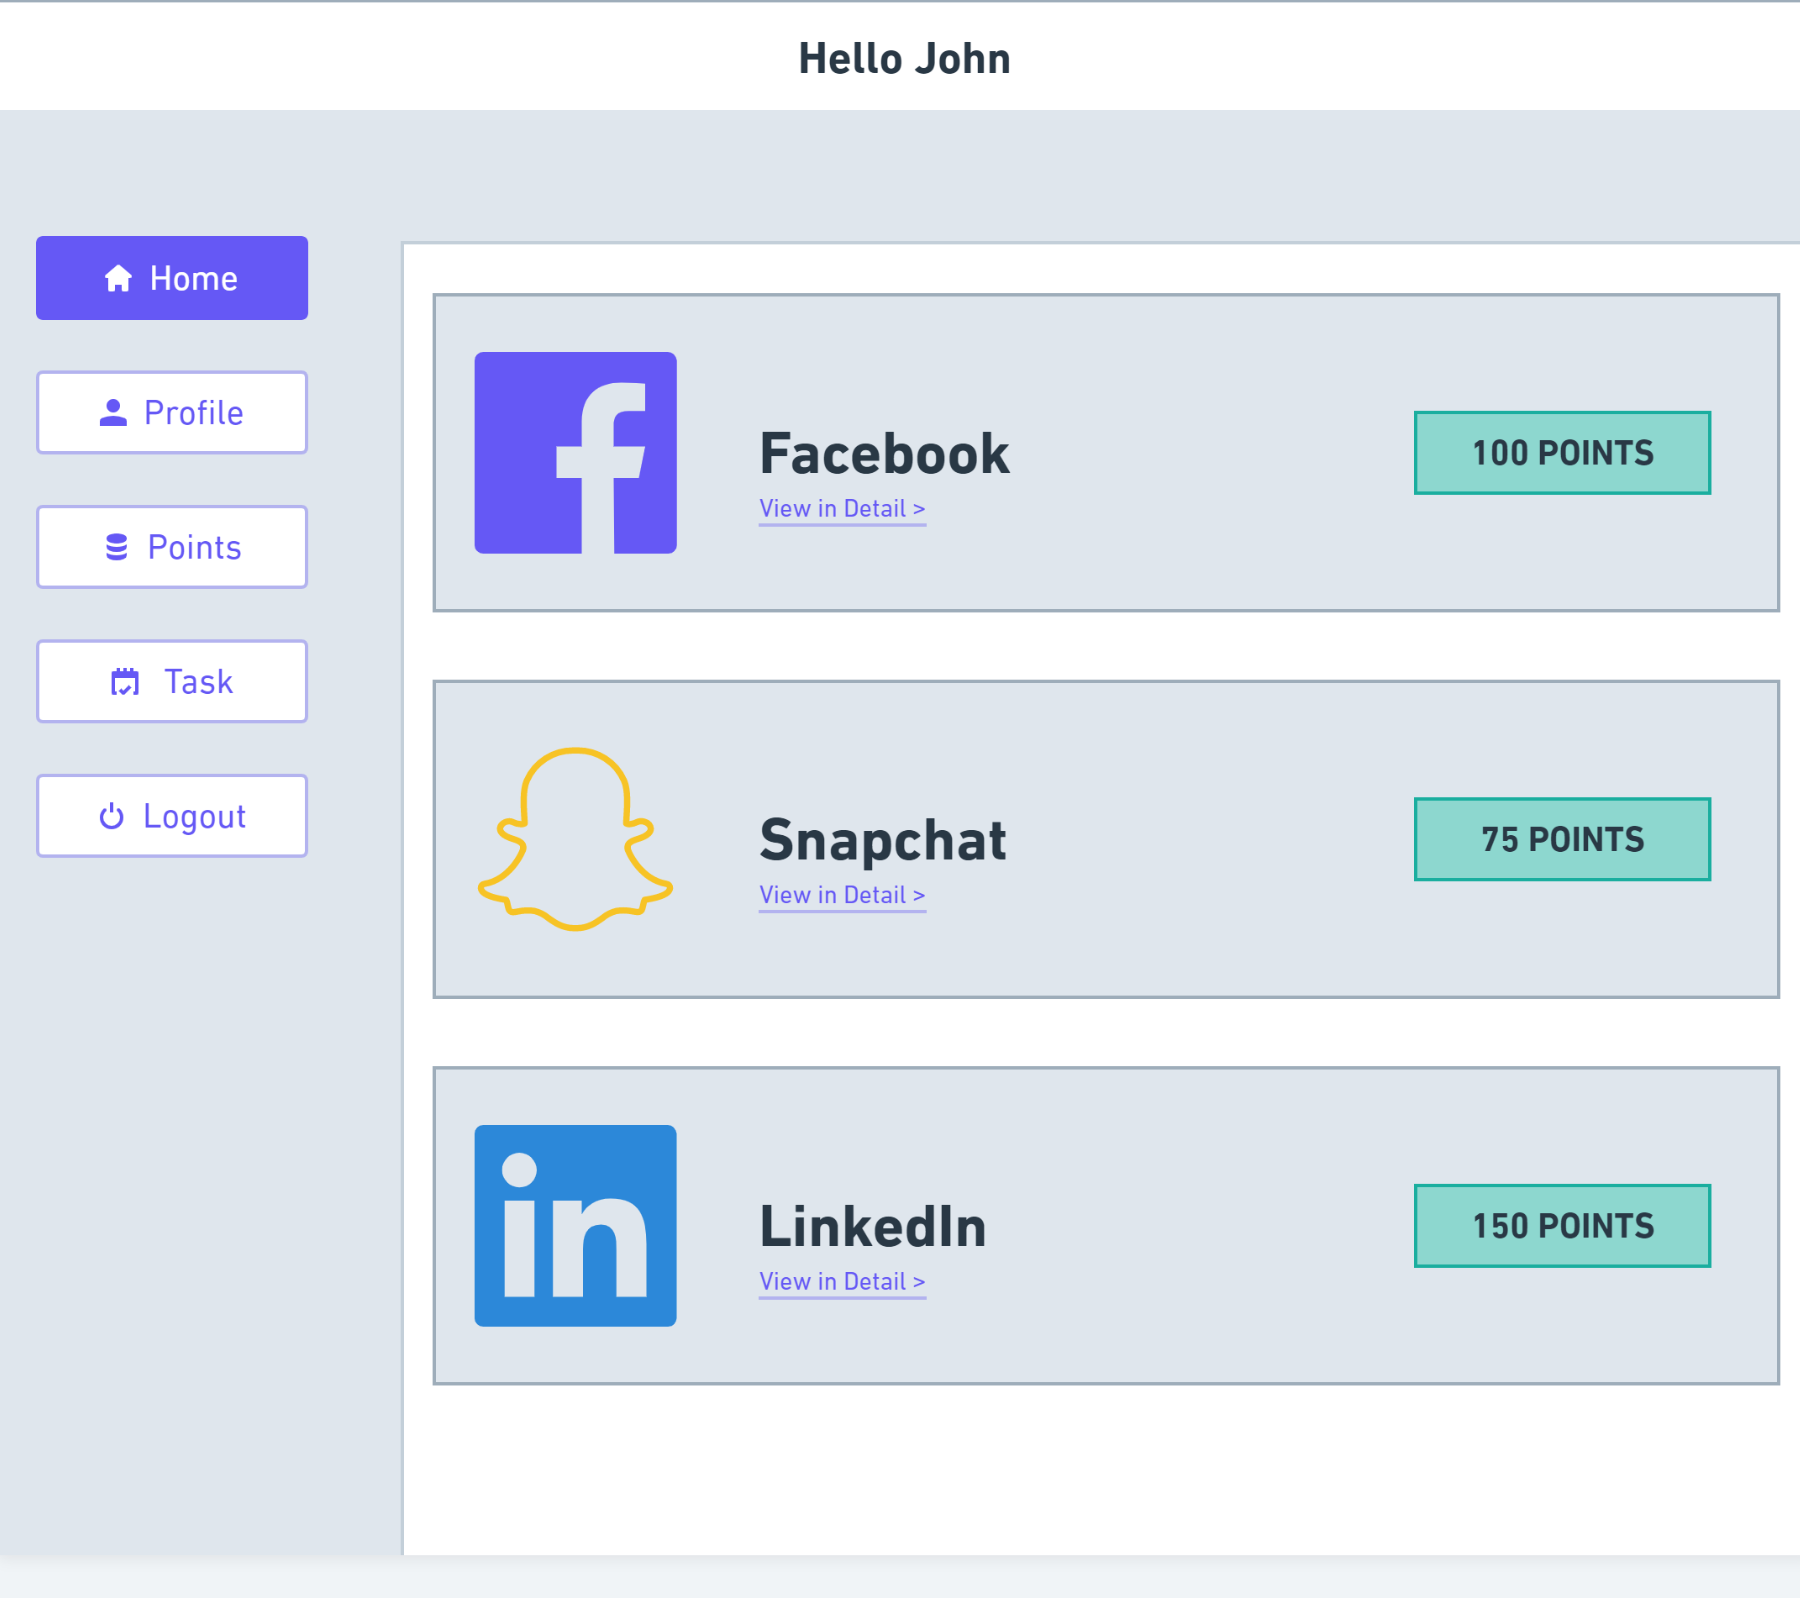 Hello John
Home
Profile
Points
Task
Logout
Facebook
View in Detail >
100 POINTS
Snapchat
View in Detail >
75 POINTS
in
LinkedIn
View in Detail >
150 POINTS